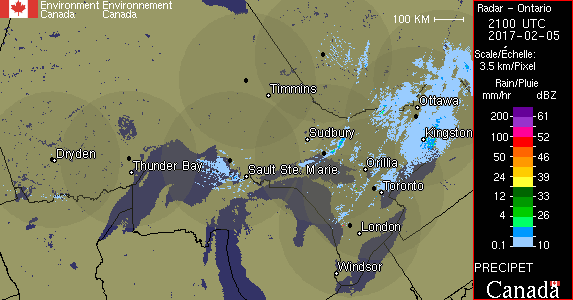 Environment Environnement
Canada Canada
100 KM
Timmins
Ottawa
Sudbury
Kingston
Dryden
Thunder Bay
Sault Ste. Marie
Orillia
Toronto
London
Windsor
Radar - Ontario
2100 UTC
2017-02-05
Scale/Échelle:
3.5 km/Pixel
Rain/Pluie
mm/hr dBZ
200 61
100 52
50 46
24 39
12 33
4 26
1 20
0.1 10
PRECIPET
Canada